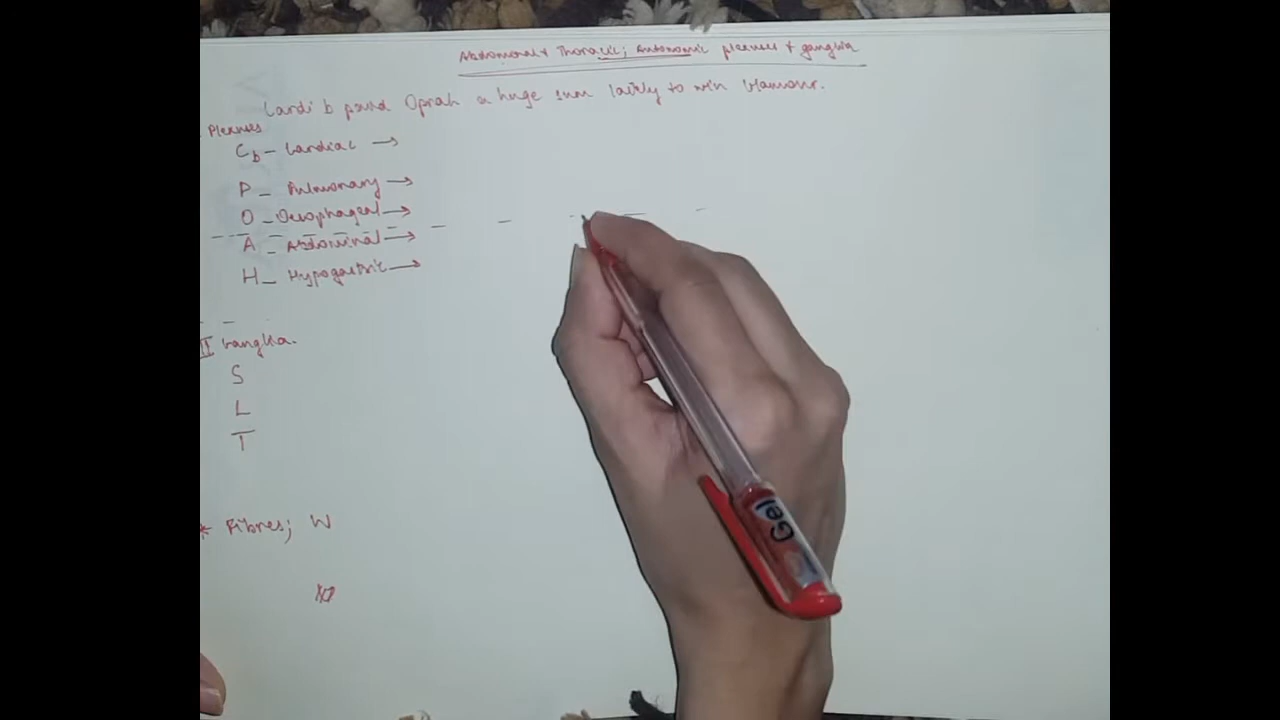 Abdominal & Thoracic; Autonomic plexuses & ganglia
Cardi b paid Oprah a huge sum lately to win
I. Plexuses
Cb - Cardiac →
P - Pulmonary →
O - Oesophageal →
A - Abdominal →
H - Hypogastric →
II Ganglia.
S
L
T
* Fibres; W
Gel